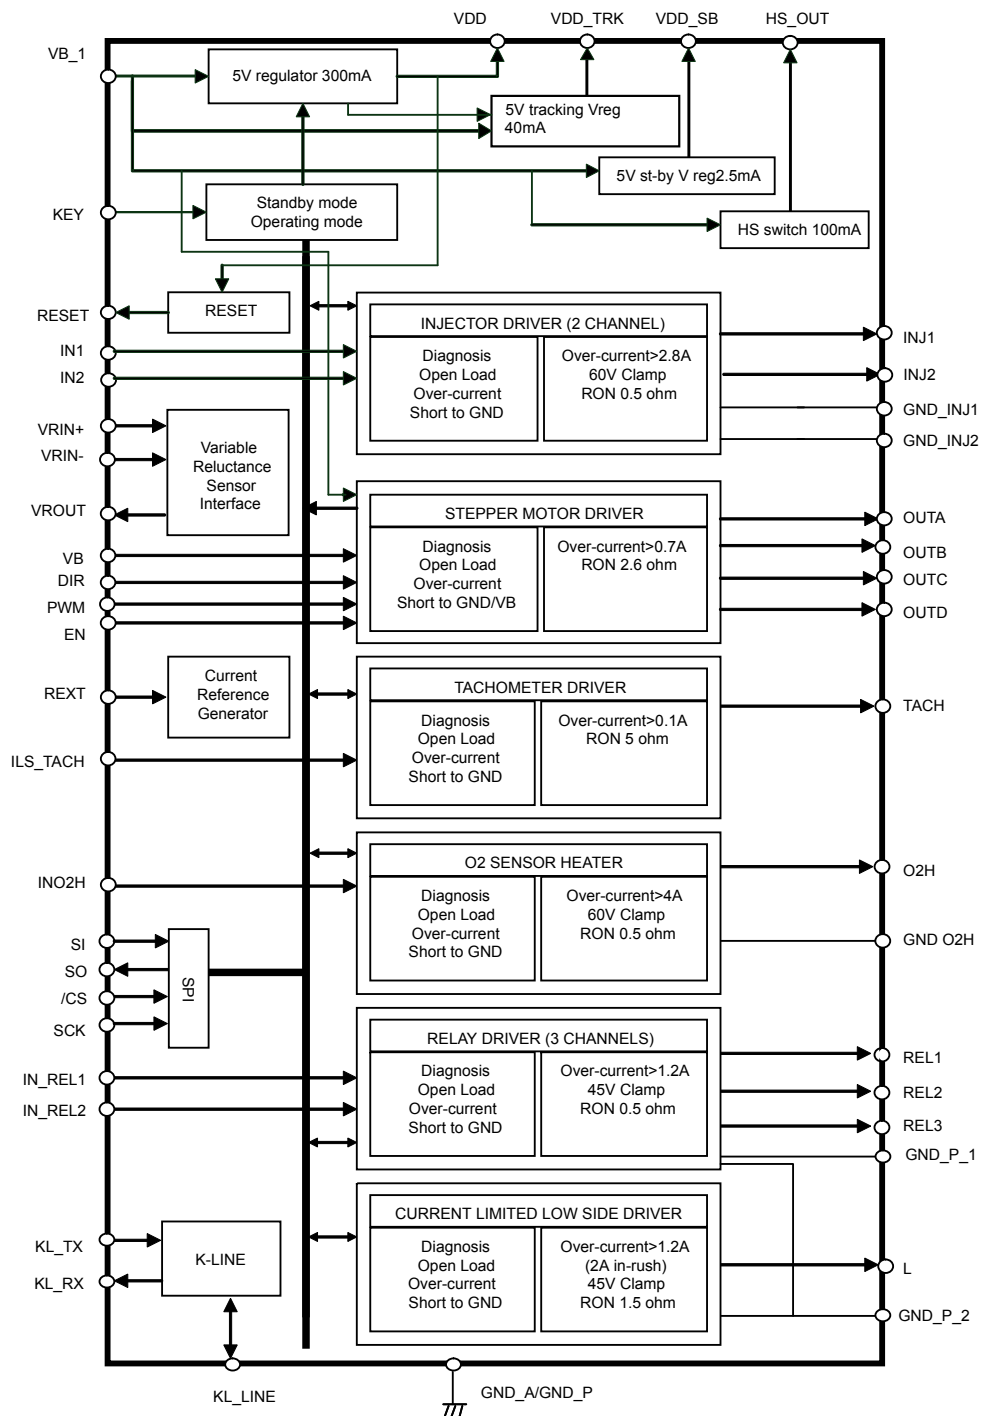 VDD
VDD_TRK
VDD_SB
HS_OUT
VB_1
5V regulator 300mA
5V tracking Vreg
40mA
5V st-by V reg2.5mA
KEY
Standby mode
Operating mode
HS switch 100mA
RESET
RESET
IN1
IN2
INJECTOR DRIVER (2 CHANNEL)
Diagnosis
Open Load
Over-current
Short to GND
Over-current>2.8A
60V Clamp
RON 0.5 ohm
INJ1
INJ2
GND_INJ1
GND_INJ2
VRIN+
VRIN-
VROUT
Variable
Reluctance
Sensor
Interface
VB
DIR
PWM
EN
STEPPER MOTOR DRIVER
Diagnosis
Open Load
Over-current
Short to GND/VB
Over-current>0.7A
RON 2.6 ohm
OUTA
OUTB
OUTC
OUTD
REXT
Current
Reference
Generator
ILS_TACH
TACHOMETER DRIVER
Diagnosis
Open Load
Over-current
Short to GND
Over-current>0.1A
RON 5 ohm
TACH
INO2H
O2 SENSOR HEATER
Diagnosis
Open Load
Over-current
Short to GND
Over-current>4A
60V Clamp
RON 0.5 ohm
O2H
GND O2H
SI
SO
/CS
SCK
SPI
IN_REL1
IN_REL2
RELAY DRIVER (3 CHANNELS)
Diagnosis
Open Load
Over-current
Short to GND
Over-current>1.2A
45V Clamp
RON 0.5 ohm
REL1
REL2
REL3
GND_P_1
KL_TX
KL_RX
K-LINE
CURRENT LIMITED LOW SIDE DRIVER
Diagnosis
Open Load
Over-current
Short to GND
Over-current>1.2A
(2A in-rush)
45V Clamp
RON 1.5 ohm
L
GND_P_2
KL_LINE
GND_A/GND_P